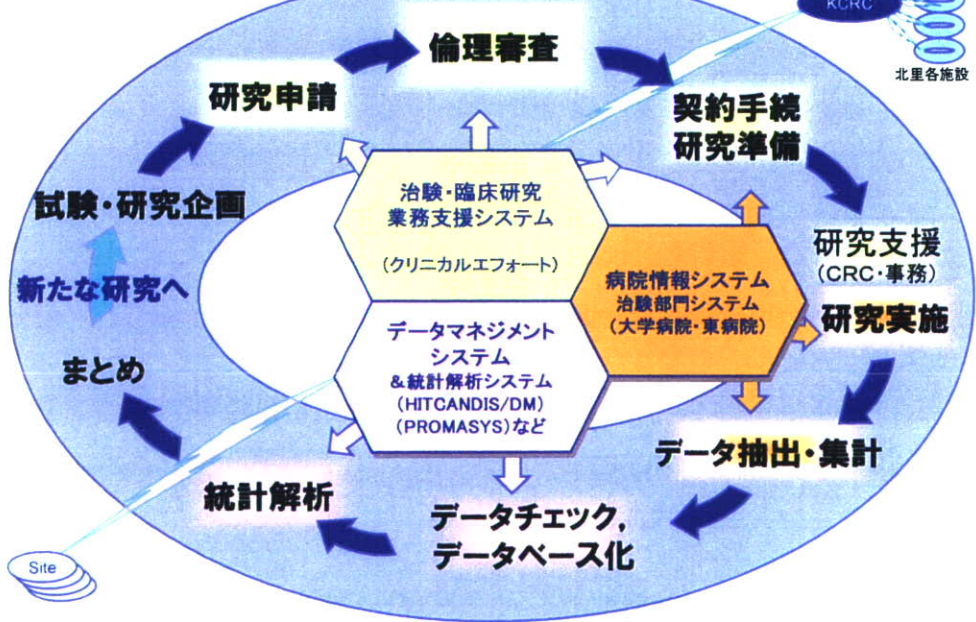 KCRC
北里各施設
倫理審査
研究申請
契約手続
研究準備
試験・研究企画
新たな研究へ
まとめ
治験・臨床研究
業務支援システム
(クリニカルエフォート)
病院情報システム
治験部門システム
(大学病院・東病院)
データマネジメント
システム
&統計解析システム
(HITCANDIS/DM)
(PROMASYS)など
研究支援
(CRC・事務)
研究実施
データ抽出・集計
データチェック,
データベース化
統計解析
Site